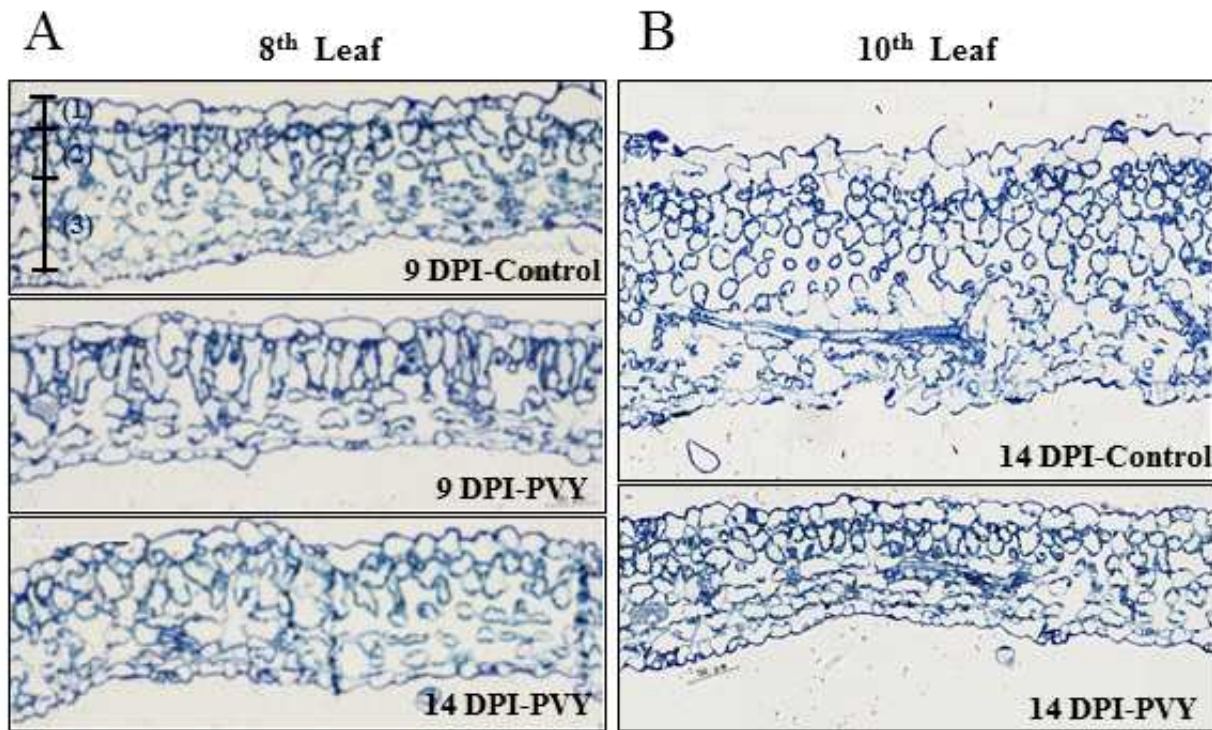 A
8th Leaf
(1)
(2)
(3)
9 DPI-Control
9 DPI-PVY
14 DPI-PVY
B
10th Leaf
14 DPI-Control
14 DPI-PVY